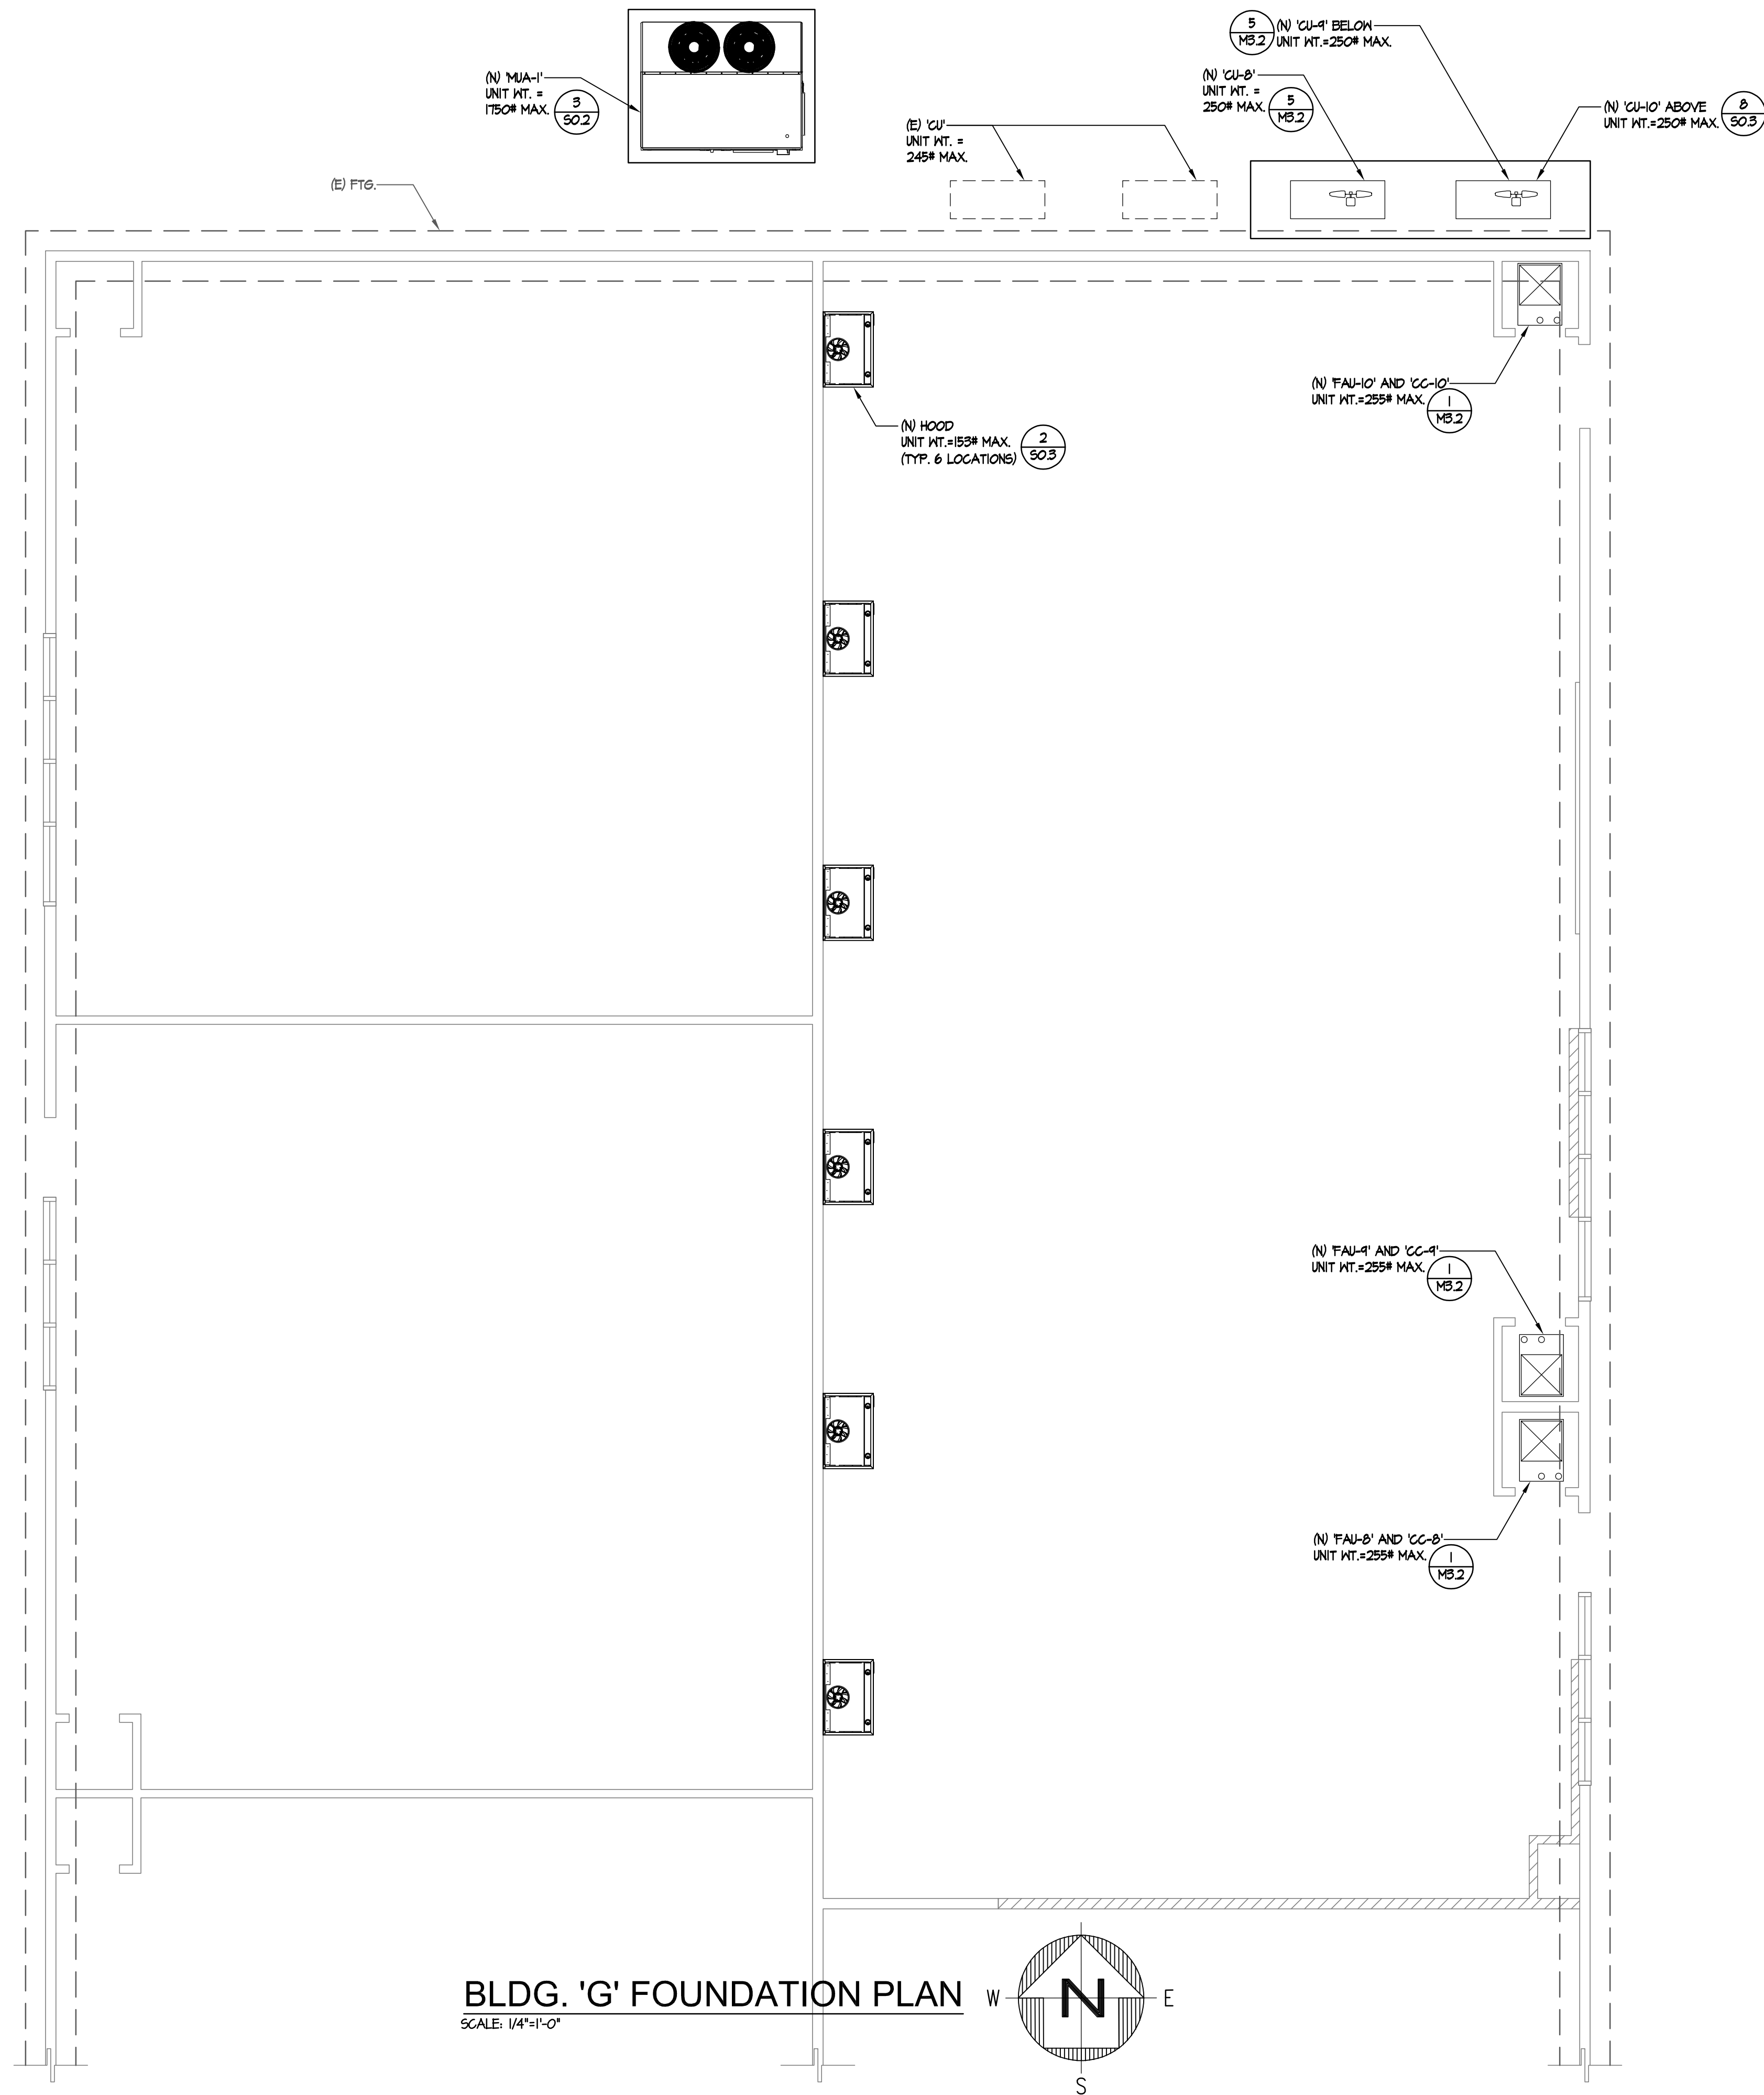 5
M3.2
(N) 'CU-9' BELOW
UNIT WT.=250# MAX.
(N) 'MUA-1'
UNIT WT. =
1750# MAX.
3
S0.2
(N) 'CU-8'
UNIT WT. =
250# MAX.
5
M3.2
(N) 'CU-10' ABOVE
UNIT WT.=250# MAX.
8
S0.3
(E) 'CU'
UNIT WT. =
245# MAX.
(E) FTG.
(N) 'FAU-10' AND 'CC-10'
UNIT WT.=255# MAX.
1
M3.2
(N) HOOD
UNIT WT.=153# MAX.
(TYP. 6 LOCATIONS)
2
S0.3
(N) 'FAU-9' AND 'CC-9'
UNIT WT.=255# MAX.
1
M3.2
(N) 'FAU-8' AND 'CC-8'
UNIT WT.=255# MAX.
1
M3.2
BLDG. 'G' FOUNDATION PLAN
SCALE: 1/4"=1'-0"
W
N
E
S